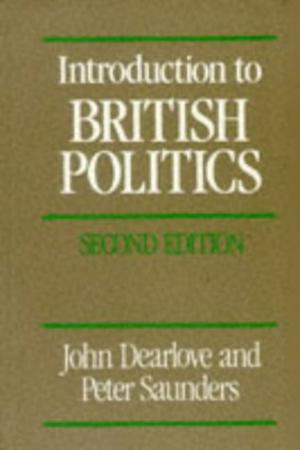 Introduction to
BRITISH
POLITICS
SECOND EDITION
John Dearlove and
Peter Saunders